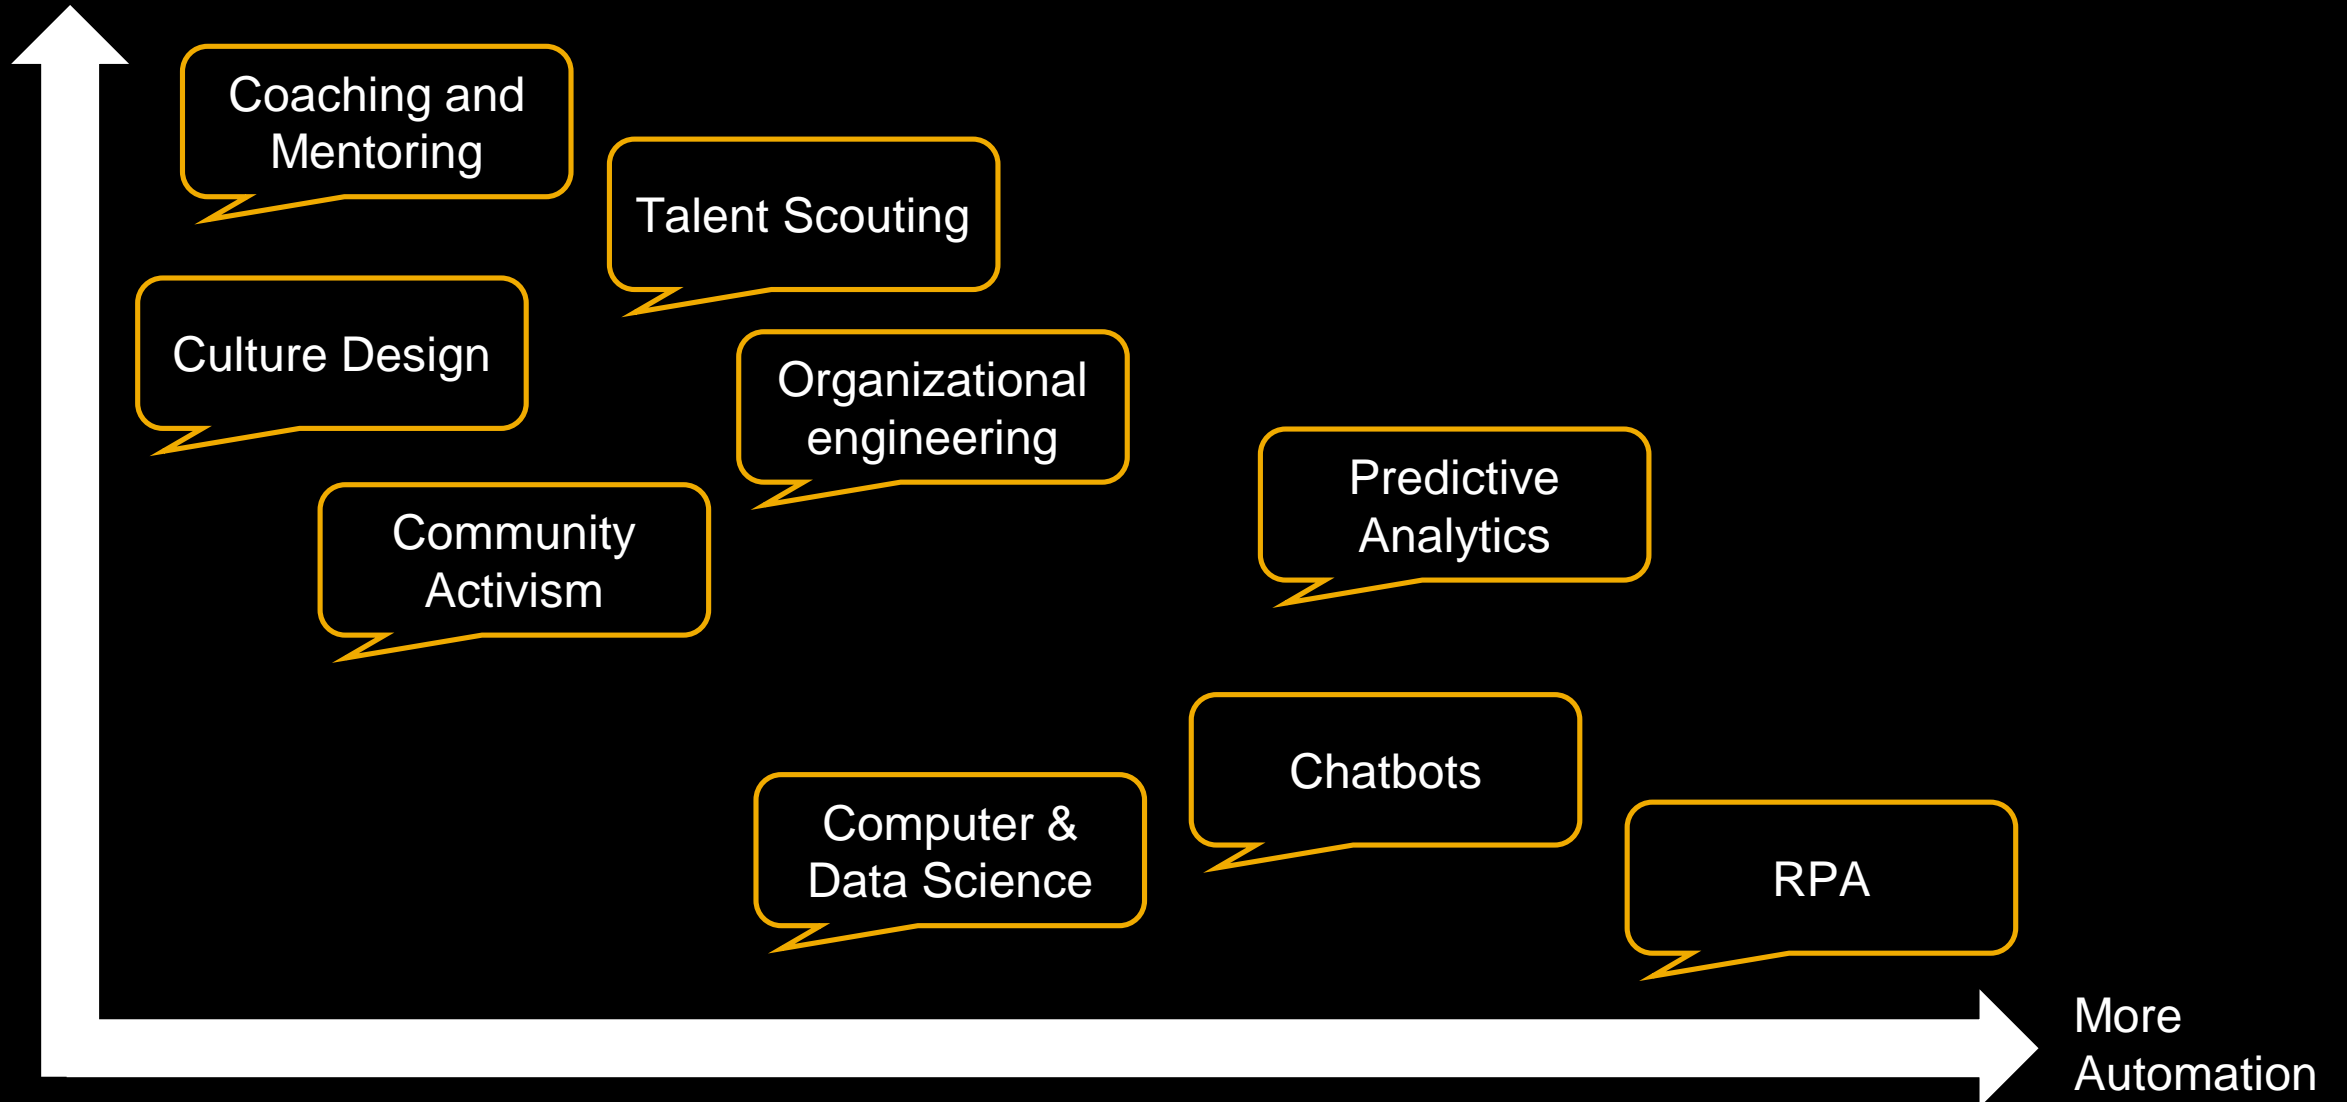 Coaching and
Mentoring
Talent Scouting
Culture Design
Organizational
engineering
Predictive
Analytics
Community
Activism
Chatbots
Computer &
Data Science
RPA
More
Automation